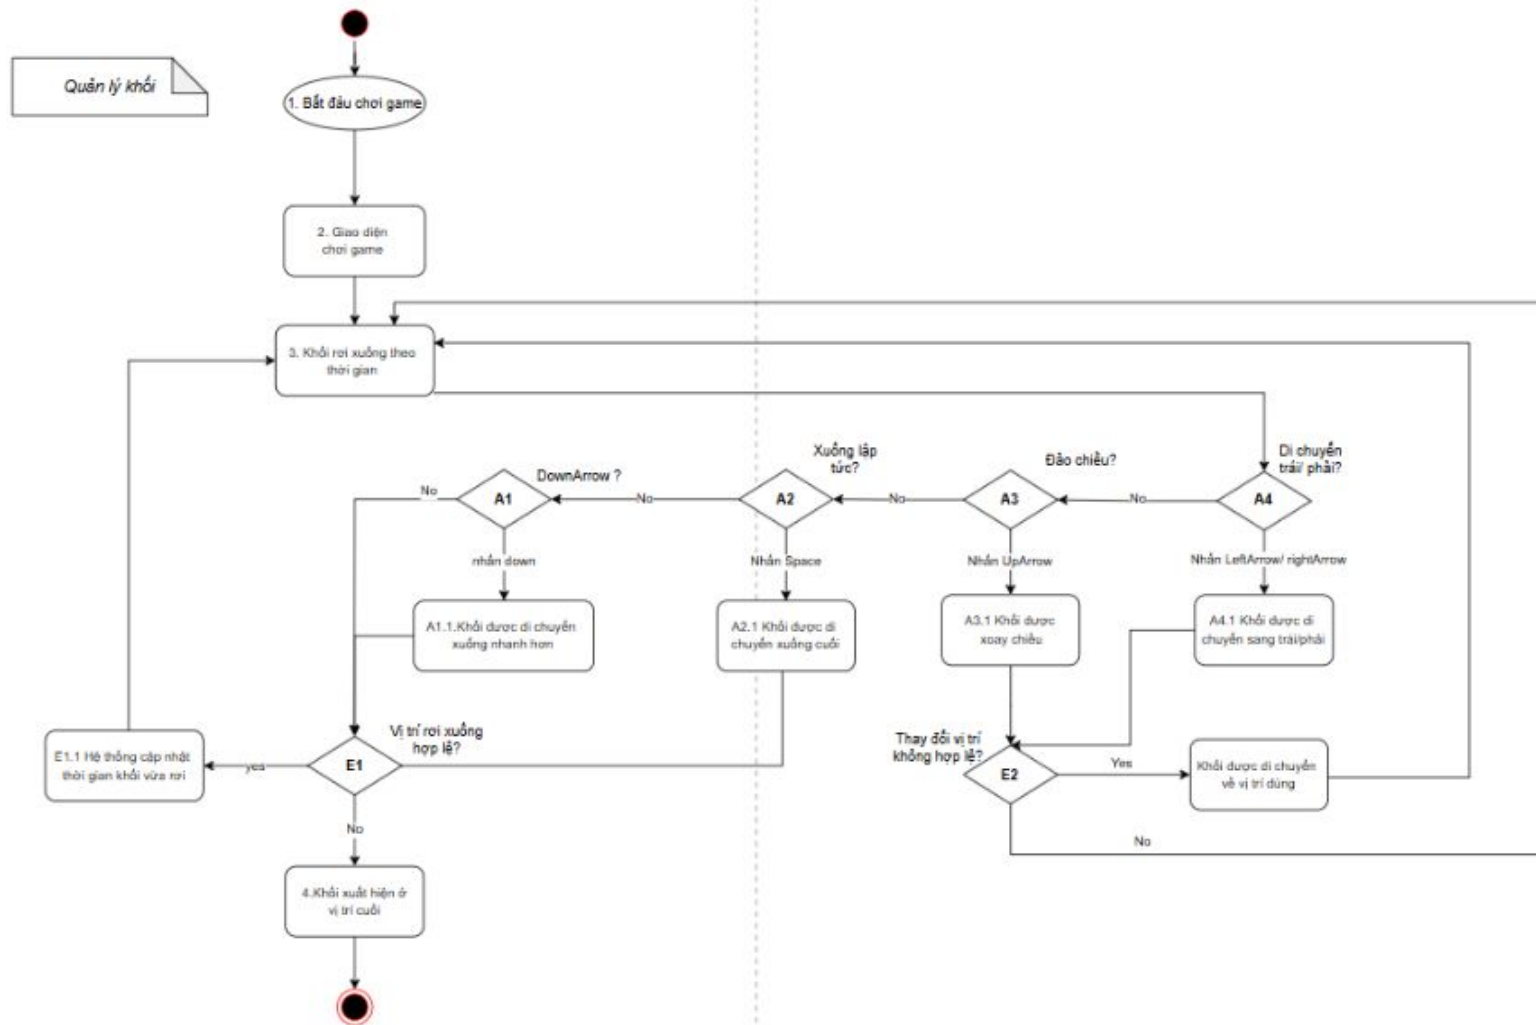 Quản lý khối
1. Bắt đầu chơi game
2. Giao diện
chơi game
3. Khối rơi xuống theo
thời gian
DownArrow ?
Xuống lập
tức?
Đảo chiều?
Di chuyển
trái/ phải?
No
A1
No
A2
No
A3
No
A4
nhấn down
Nhấn Space
Nhấn UpArrow
Nhấn LeftArrow/ rightArrow
A1.1.Khối được di chuyển
xuống nhanh hơn
A2.1 Khối được di
chuyển xuống cuối
A3.1 Khối được
xoay chiều
A4.1 Khối được di
chuyển sang trái/phải
Vị trí rơi xuống
hợp lệ?
Thay đổi vị trí
không hợp lệ?
E1.1 Hệ thống cập nhật
thời gian khối vừa rơi
yes
E1
E2
Yes
Khối được di chuyển
về vị trí đúng
No
No
4.Khối xuất hiện ở
vị trí cuối